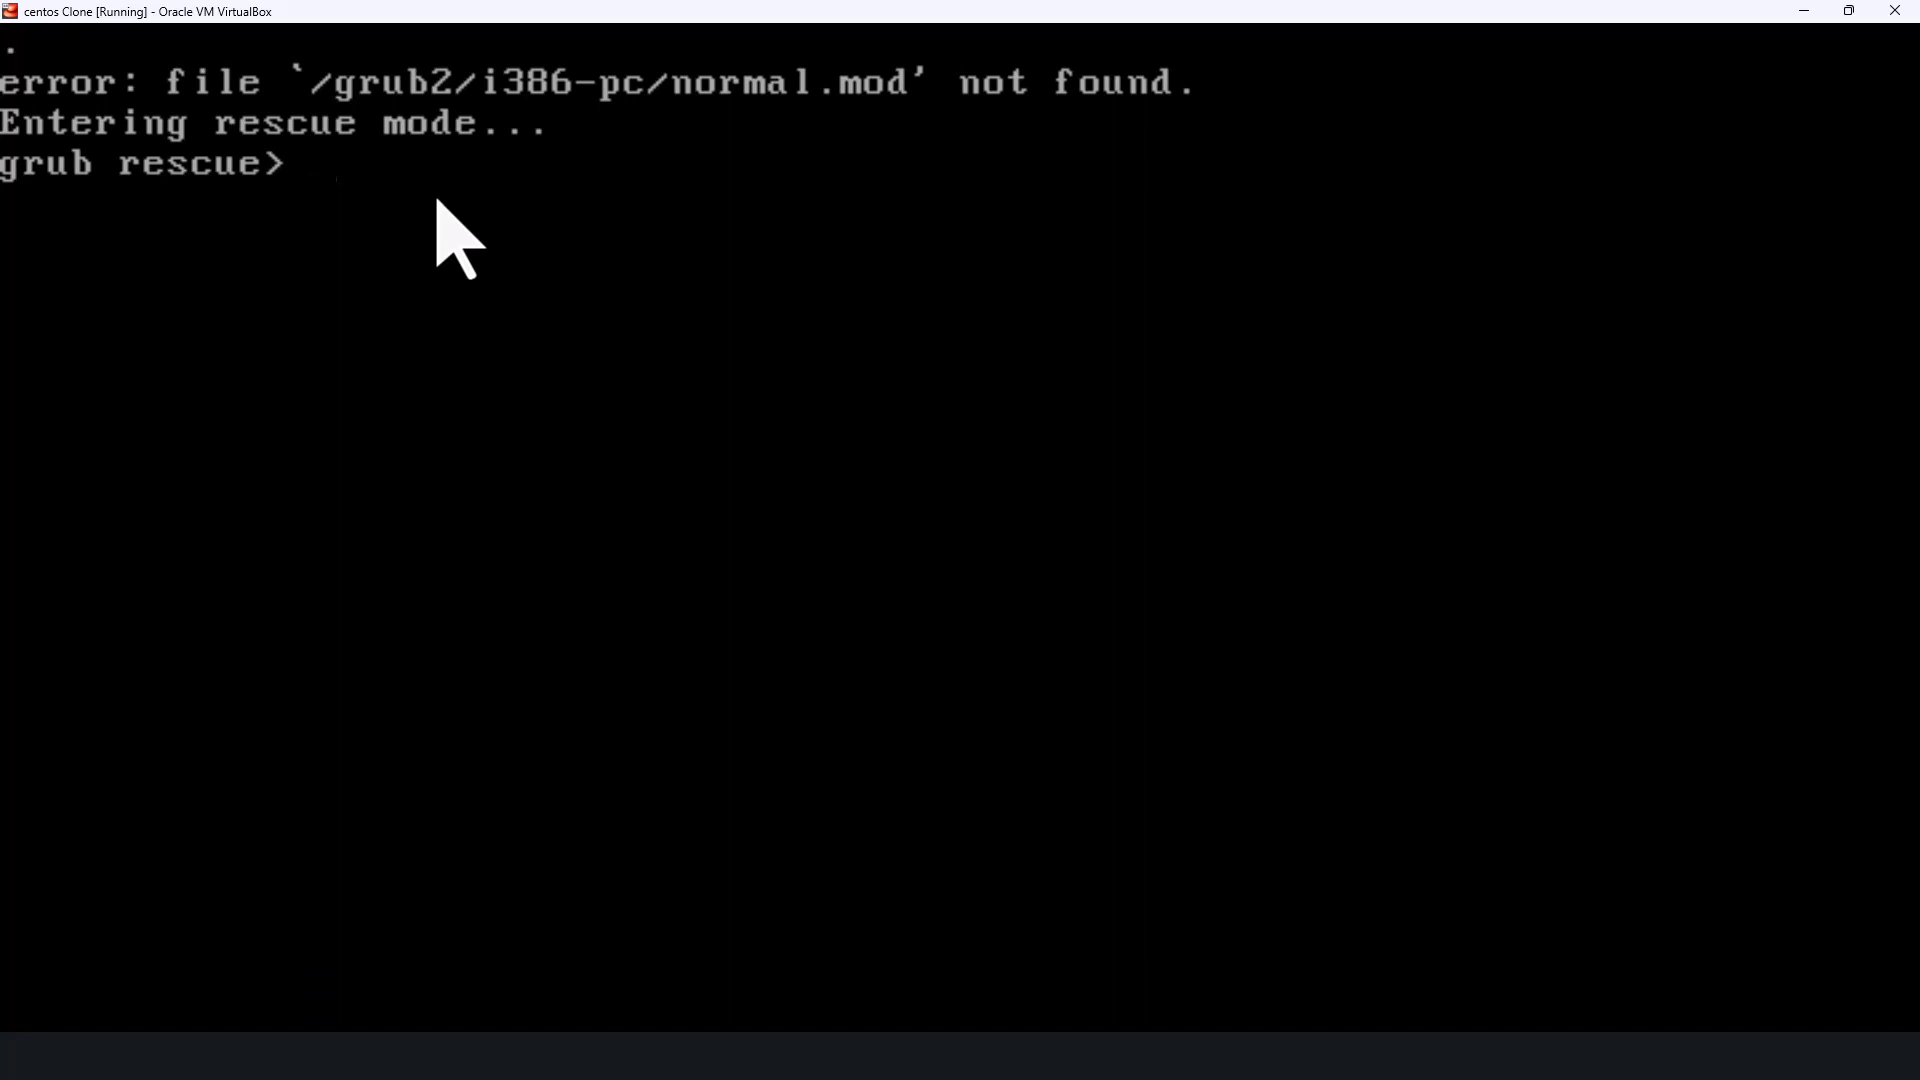 centos Clone [Running] - Oracle VM VirtualBox
.
error: file `/grub2/i386-pc/normal.mod' not found.
Entering rescue mode...
grub rescue>